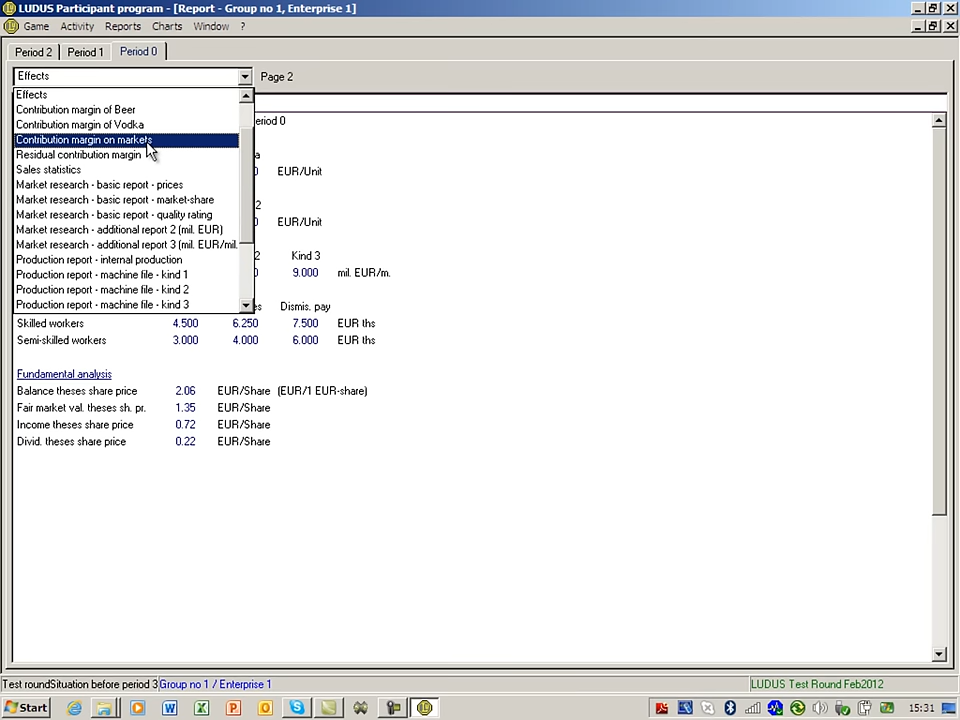 LUDUS Participant program - [Report - Group no 1, Enterprise 1]
Game Activity Reports Charts Window ?
Period 2 Period 1 Period 0
Effects Page 2
Effects
Contribution margin of Beer
Contribution margin of Vodka eriod 0
Contribution margin on markets
Residual contribution margin a
Sales statistics EUR/Unit
Market research - basic report - prices
Market research - basic report - market-share 2
Market research - basic report - quality rating EUR/Unit
Market research - additional report 2 (mil. EUR)
Market research - additional report 3 (mil. EUR/mil.
Production report - internal production 2 Kind 3
Production report - machine file - kind 1 0 9.000 mil. EUR/m.
Production report - machine file - kind 2
Production report - machine file - kind 3 es Dismis. pay
Skilled workers 4.500 6.250 7.500 EUR ths
Semi-skilled workers 3.000 4.000 6.000 EUR ths
Fundamental analysis
Balance theses share price 2.06 EUR/Share (EUR/1 EUR-share)
Fair market val. theses sh. pr. 1.35 EUR/Share
Income theses share price 0.72 EUR/Share
Divid. theses share price 0.22 EUR/Share
Test roundSituation before period 3 Group no 1 / Enterprise 1 LUDUS Test Round Feb2012
Start 15:31